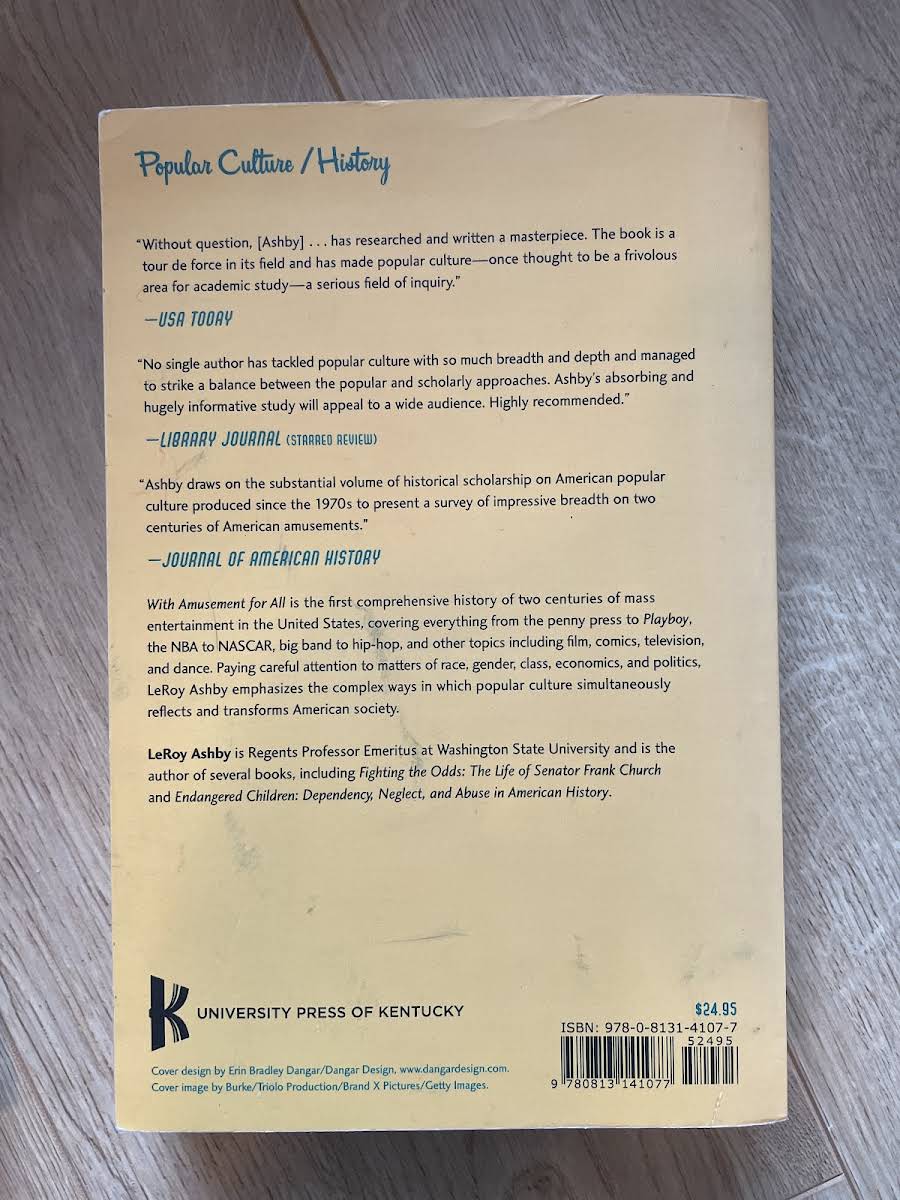 Popular Culture / History
“Without question, [Ashby] . . . has researched and written a masterpiece. The book is a
tour de force in its field and has made popular culture—once thought to be a frivolous
area for academic study—a serious field of inquiry.”
—USA TODAY
“No single author has tackled popular culture with so much breadth and depth and managed
to strike a balance between the popular and scholarly approaches. Ashby’s absorbing and
hugely informative study will appeal to a wide audience. Highly recommended.”
—LIBRARY JOURNAL (STARRED REVIEW)
“Ashby draws on the substantial volume of historical scholarship on American popular
culture produced since the 1970s to present a survey of impressive breadth on two
centuries of American amusements.”
—JOURNAL OF AMERICAN HISTORY
With Amusement for All is the first comprehensive history of two centuries of mass
entertainment in the United States, covering everything from the penny press to Playboy,
the NBA to NASCAR, big band to hip-hop, and other topics including film, comics, television,
and dance. Paying careful attention to matters of race, gender, class, economics, and politics,
LeRoy Ashby emphasizes the complex ways in which popular culture simultaneously
reflects and transforms American society.
LeRoy Ashby is Regents Professor Emeritus at Washington State University and is the
author of several books, including Fighting the Odds: The Life of Senator Frank Church
and Endangered Children: Dependency, Neglect, and Abuse in American History.
K UNIVERSITY PRESS OF KENTUCKY
Cover design by Erin Bradley Dangar/Dangar Design, www.dangardesign.com.
Cover image by Burke/Triolo Production/Brand X Pictures/Getty Images.
$24.95
ISBN: 978-0-8131-4107-7
52495
9 780813 141077